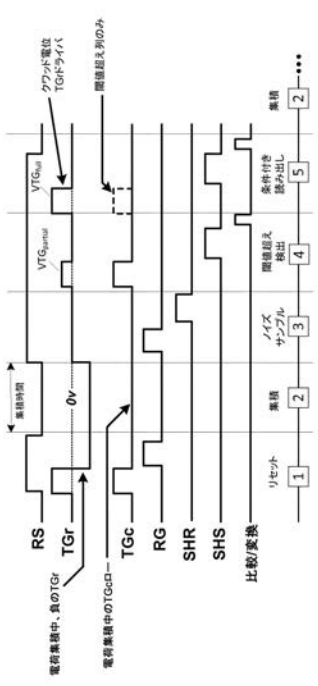 集積時間
クワッド電位
TGrドライバ
VTGpartial
VTGfull
RS
TGr
0v
電荷集積中、負のTGr
閾値超え列のみ
TGc
電荷集積中のTGcロー
RG
SHR
SHS
比較/変換
リセット
集積
ノイズ
サンプル
閾値超え
検出
条件付き
読み出し
集積
1
2
3
4
5
2
•••